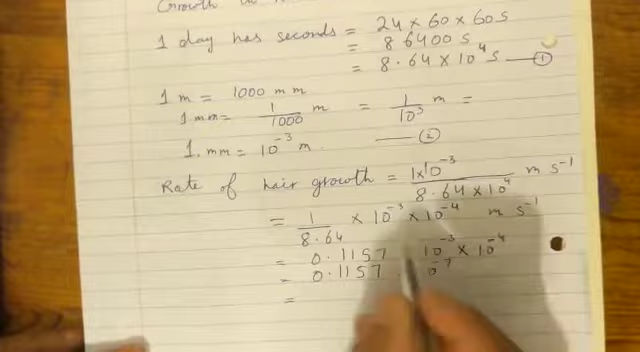 Growth
1 day has seconds = 24 × 60 × 60 s
= 86400 s
= 8.64 × 10⁴ s —①
1 m = 1000 mm
1 mm = 1/1000 m = 1/10³ m =
1. mm = 10⁻³ m. —②
Rate of hair growth = 1×10⁻³/8.64×10⁴ m s⁻¹
= 1/8.64 × 10⁻³ × 10⁻⁴ m s⁻¹
= 0.1157 10⁻³ × 10⁻⁴
= 0.1157 0⁻⁷
=